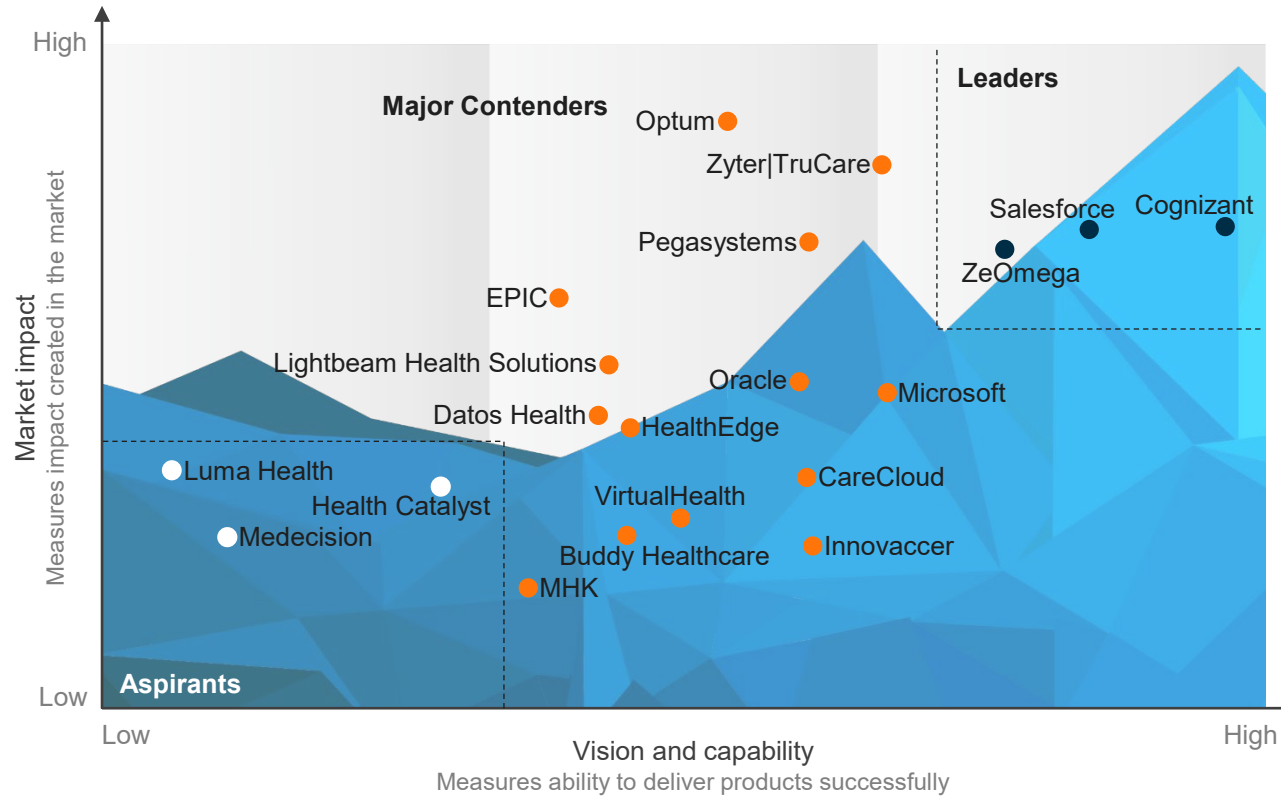 High
Leaders
Major Contenders
Optum
Zyter|TruCare
Salesforce
Cognizant
Pegasystems
ZeOmega
EPIC
Lightbeam Health Solutions
Oracle
Microsoft
Datos Health
HealthEdge
Market impact
Measures impact created in the market
Luma Health
CareCloud
Health Catalyst
VirtualHealth
Medecision
Innovaccer
Buddy Healthcare
MHK
Aspirants
Low
Low
High
Vision and capability
Measures ability to deliver products successfully